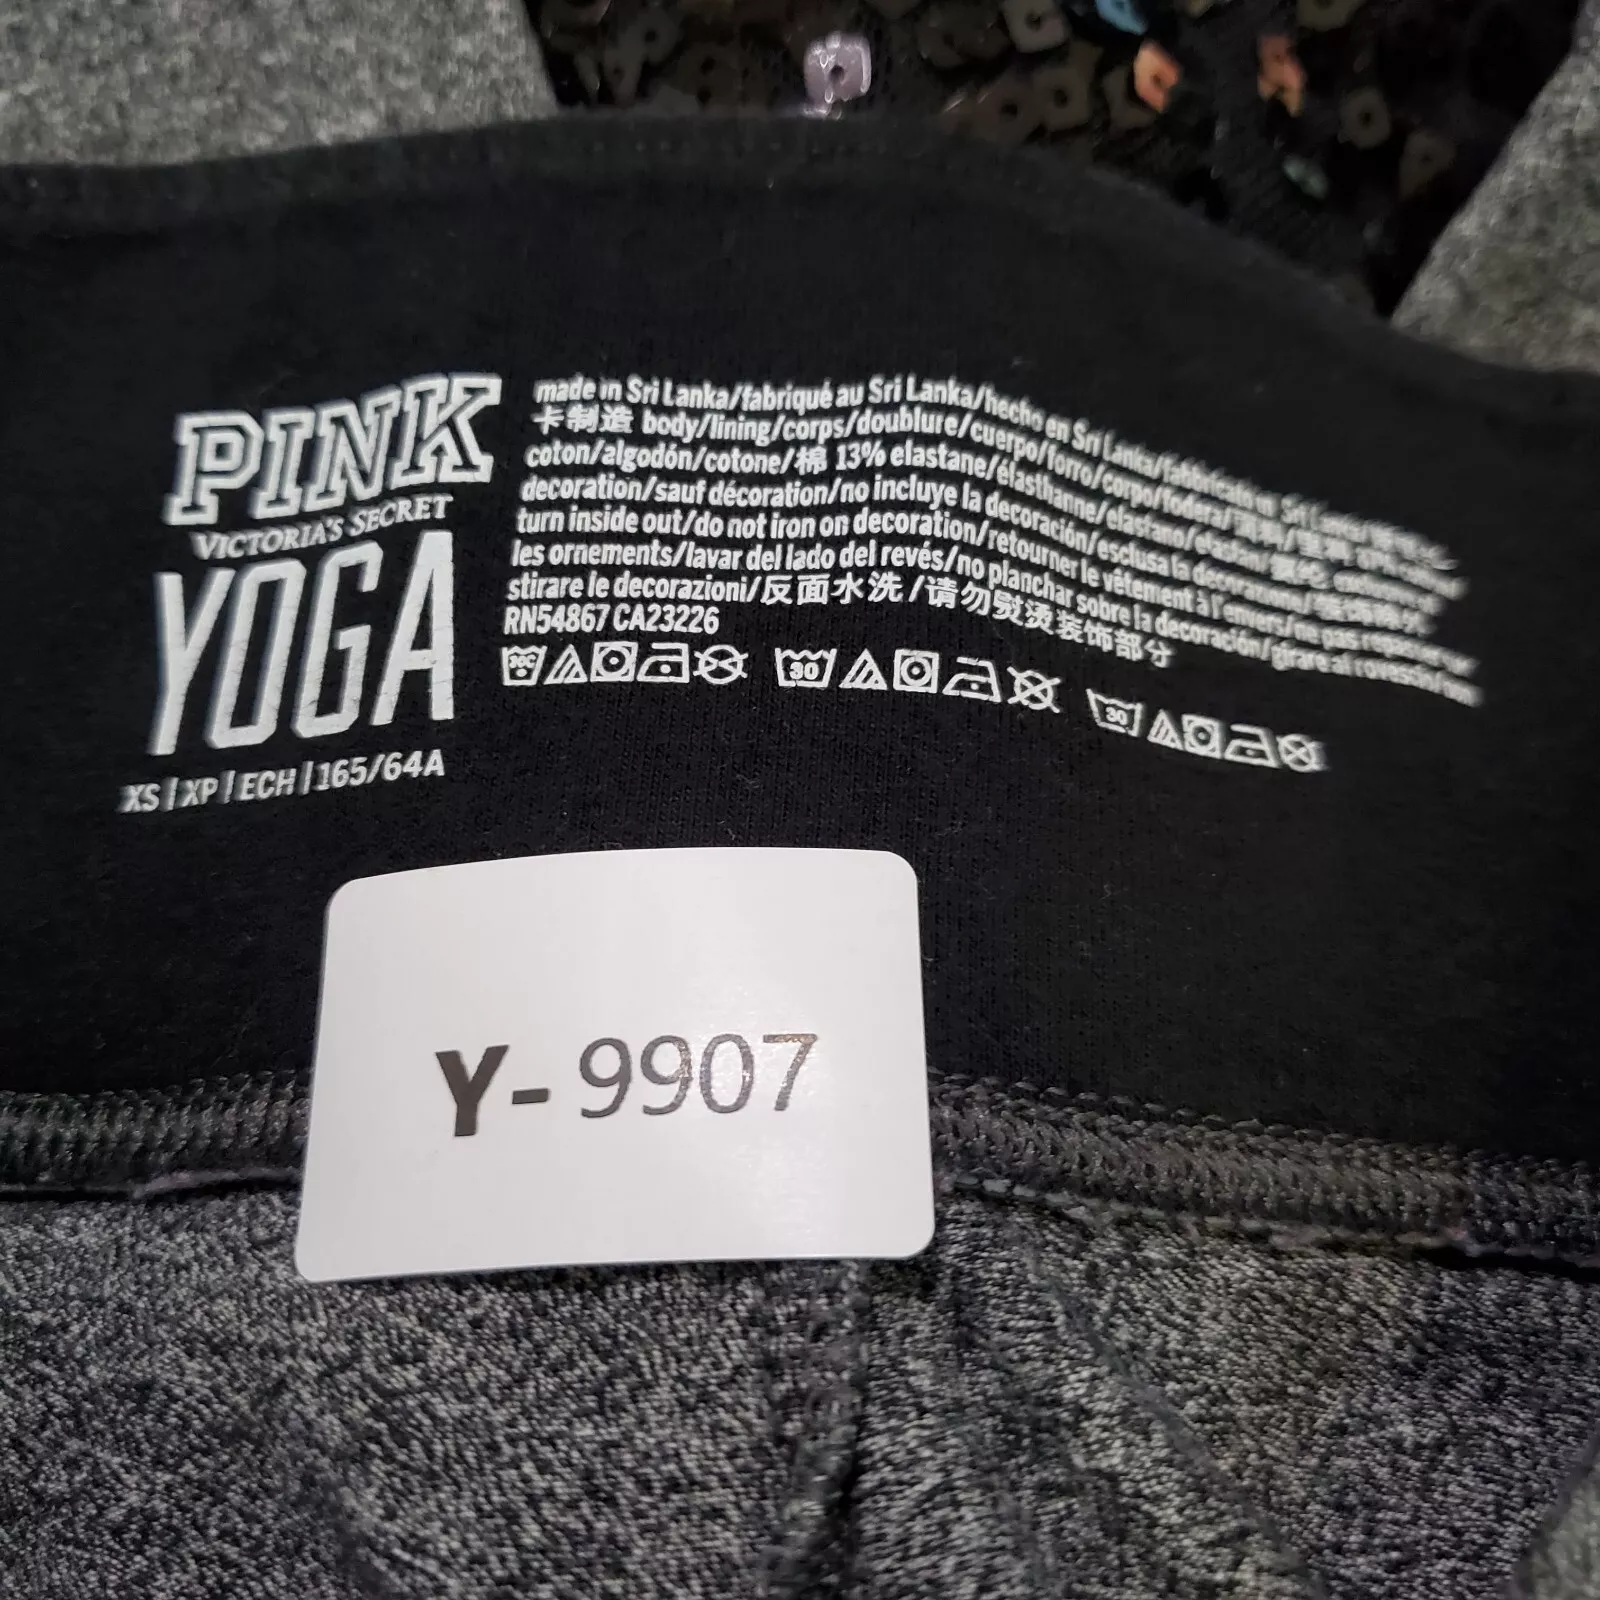 PINK
VICTORIA'S SECRET
YOGA
XS | XP | ECH | 165/64A
made in Sri Lanka/fabriqué au Sri Lanka/hecho en Sri Lanka/fabbricato in Sri Lanka/
卡制造 body/lining/corps/doublure/cuerpo/forro/corpo/fodera/
coton/algodón/cotone/棉 13% elastane/élasthanne/elastano/elastan/
decoration/sauf décoration/no incluye la decoración/esclusa la decorazione/
turn inside out/do not iron on decoration/retourner le vêtement à l'envers/ne pas repasser sur
les ornements/lavar del lado del revés/no planchar sobre la decoración/girare al rovescio/non
stirare le decorazioni/反面水洗/请勿熨烫装饰部分
RN54867 CA23226
30C 30 30
Y-9907